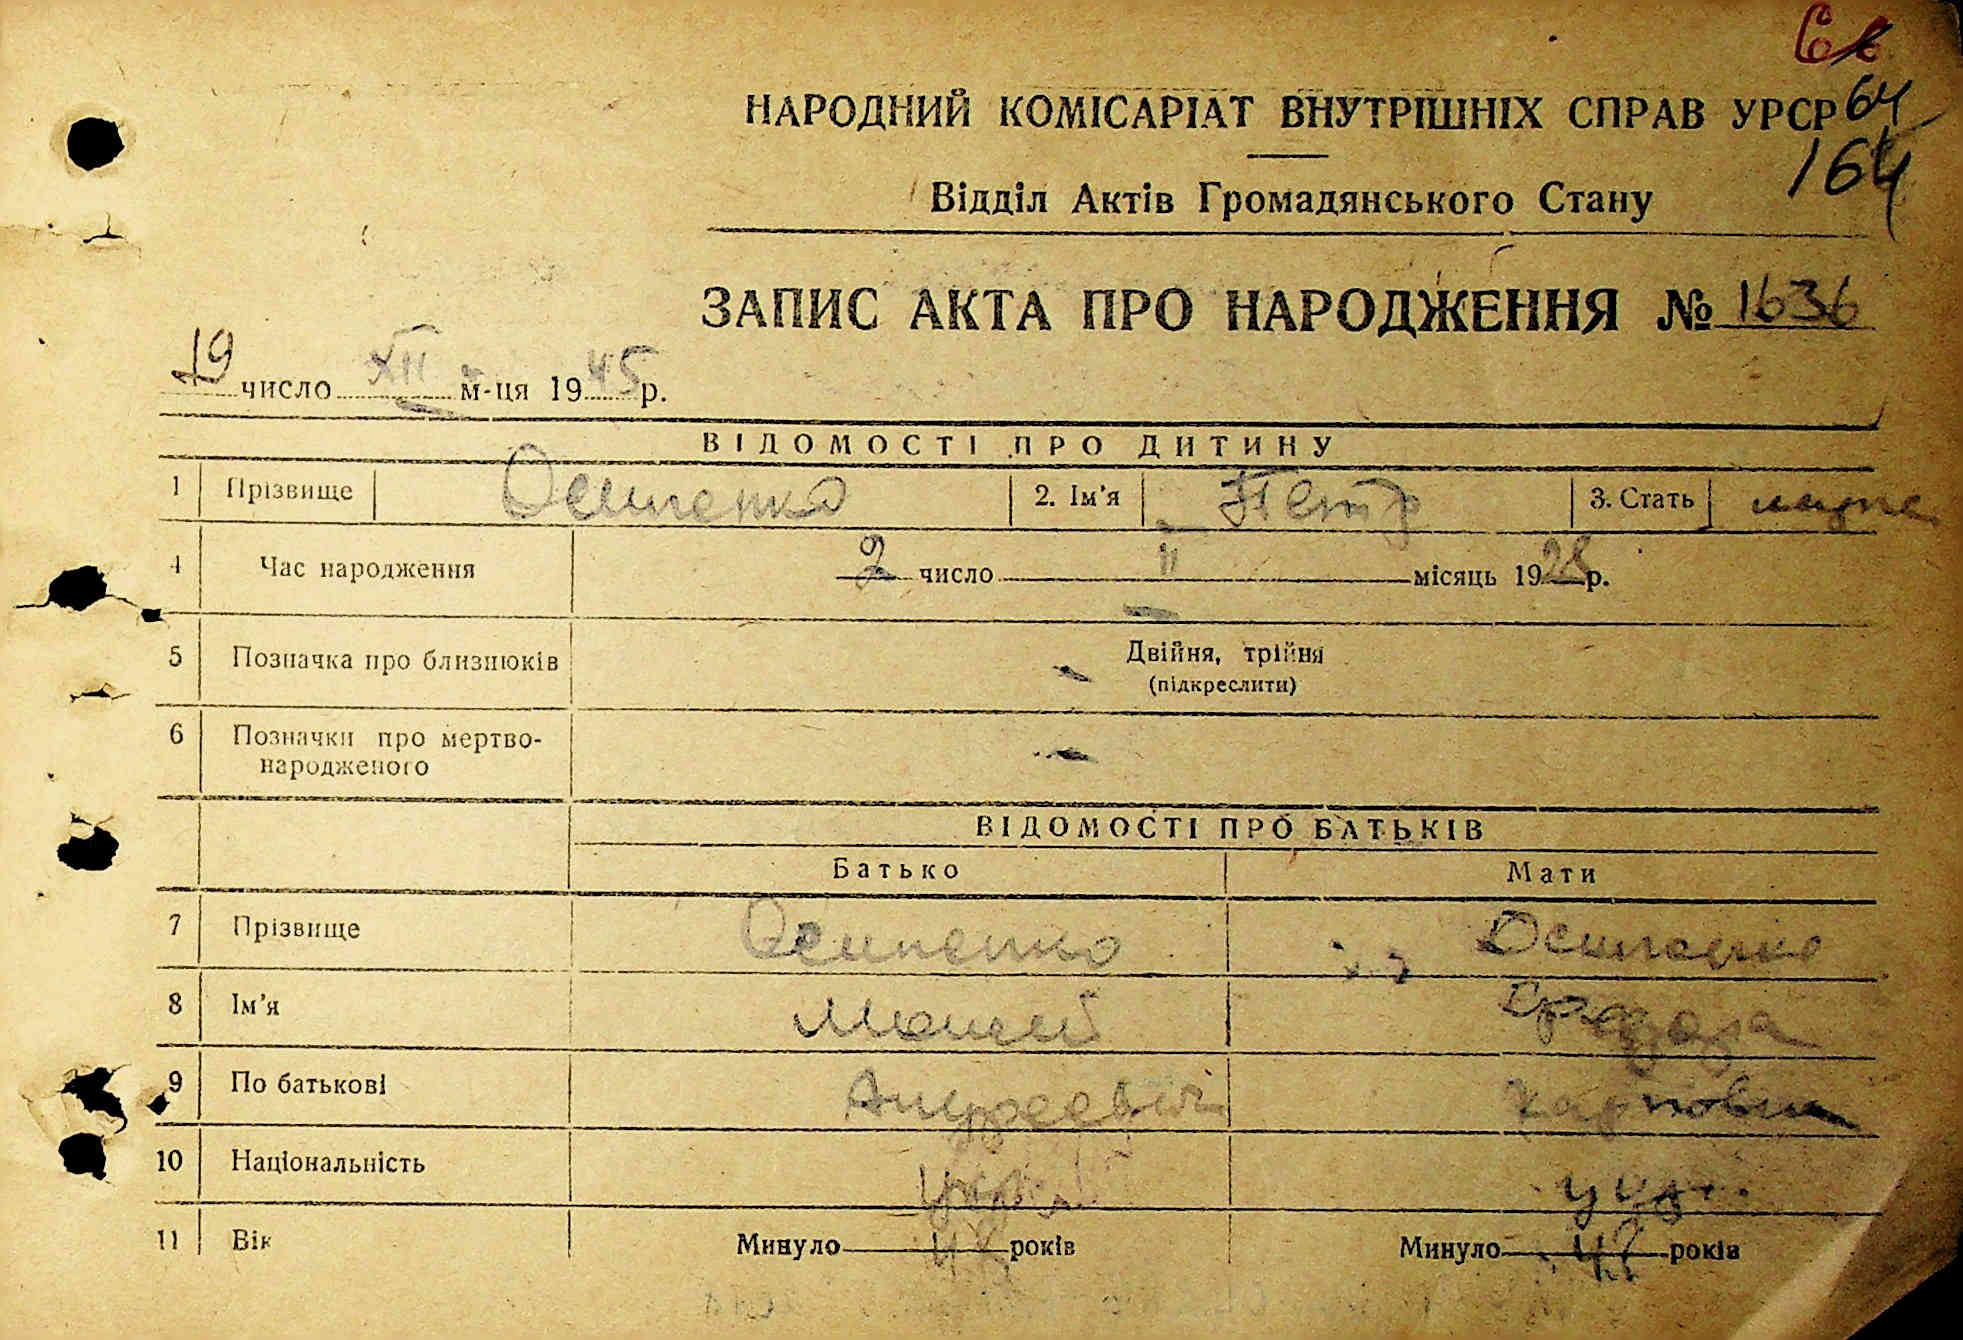 64
НАРОДНИЙ КОМІСАРІАТ ВНУТРІШНІХ СПРАВ УРСР
164
Відділ Актів Громадянського Стану
ЗАПИС АКТА ПРО НАРОДЖЕННЯ № 1636
19 число XII м-ця 1945 р.
ВІДОМОСТІ ПРО ДИТИНУ
1 Прізвище Осипенко 2. Ім'я Петр 3. Стать
4 Час народження 2 число II місяць 1928 р.
5 Позначка про близнюків Двійня, трійня
(підкреслити)
6 Позначки про мертво-
народженого
ВІДОМОСТІ ПРО БАТЬКІВ
Батько Мати
7 Прізвище Осипенко Осипенко
8 Ім'я Моисей
9 По батькові Андреевич Карповна
10 Національність укр.
11 Вік Минуло років Минуло років